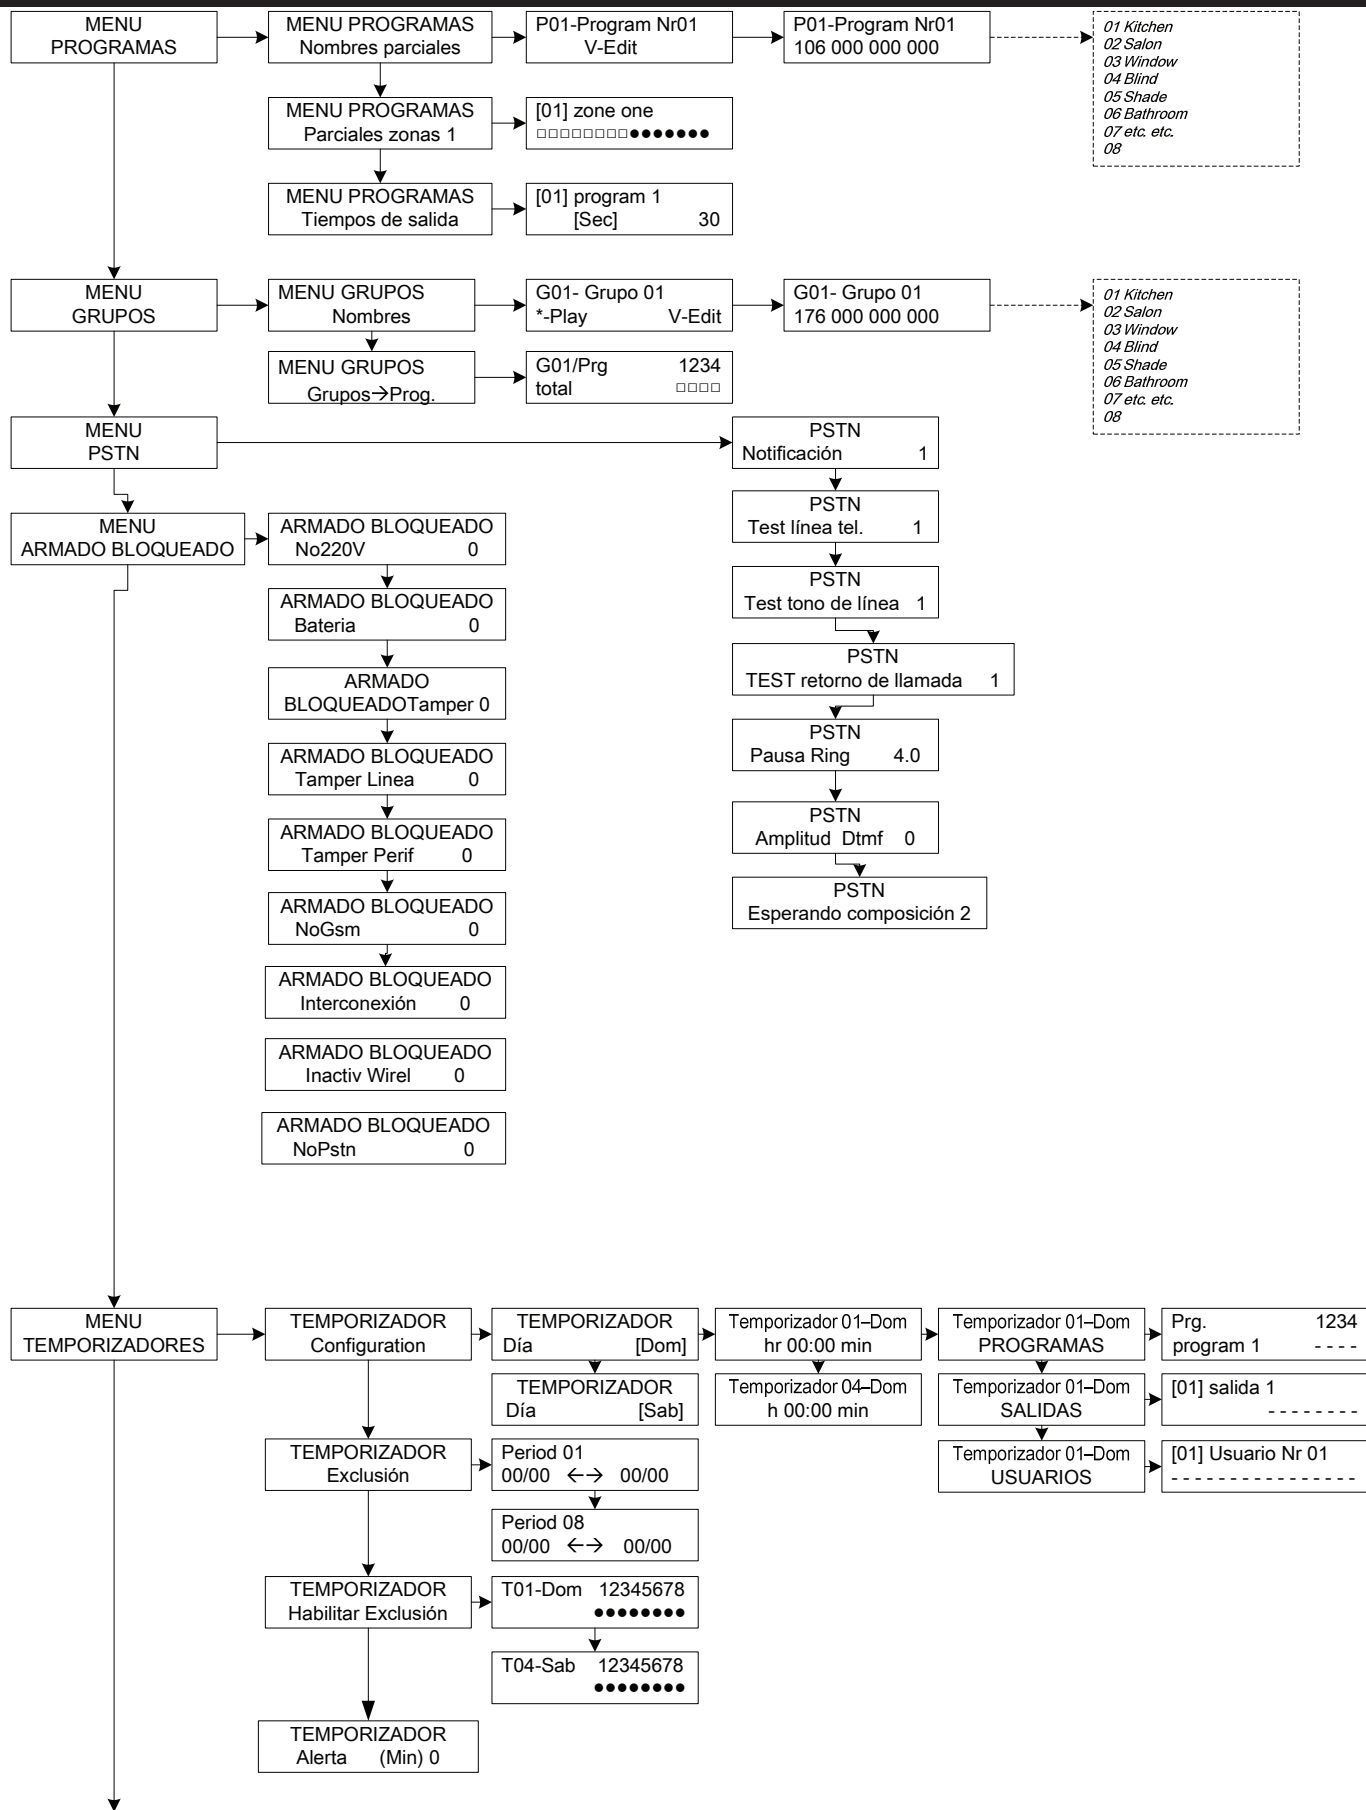 MENU
PROGRAMAS
MENU PROGRAMAS
Nombres parciales
P01-Program Nr01
V-Edit
P01-Program Nr01
106 000 000 000
01 Kitchen
02 Salon
03 Window
04 Blind
05 Shade
06 Bathroom
07 etc. etc.
08
MENU PROGRAMAS
Parciales zonas 1
[01] zone one
□□□□□□□□●●●●●●●
MENU PROGRAMAS
Tiempos de salida
[01] program 1
[Sec] 30
MENU
GRUPOS
MENU GRUPOS
Nombres
G01- Grupo 01
*-Play V-Edit
G01- Grupo 01
176 000 000 000
01 Kitchen
02 Salon
03 Window
04 Blind
05 Shade
06 Bathroom
07 etc. etc.
08
MENU GRUPOS
Grupos→Prog.
G01/Prg 1234
total □□□□
MENU
PSTN
PSTN
Notificación 1
PSTN
Test línea tel. 1
PSTN
Test tono de línea 1
PSTN
TEST retorno de llamada 1
PSTN
Pausa Ring 4.0
PSTN
Amplitud Dtmf 0
PSTN
Esperando composición 2
MENU
ARMADO BLOQUEADO
ARMADO BLOQUEADO
No220V 0
ARMADO BLOQUEADO
Bateria 0
ARMADO
BLOQUEADOTamper 0
ARMADO BLOQUEADO
Tamper Linea 0
ARMADO BLOQUEADO
Tamper Perif 0
ARMADO BLOQUEADO
NoGsm 0
ARMADO BLOQUEADO
Interconexión 0
ARMADO BLOQUEADO
Inactiv Wirel 0
ARMADO BLOQUEADO
NoPstn 0
MENU
TEMPORIZADORES
TEMPORIZADOR
Configuration
TEMPORIZADOR
Día [Dom]
Temporizador 01–Dom
hr 00:00 min
Temporizador 01–Dom
PROGRAMAS
Prg. 1234
program 1 - - - -
TEMPORIZADOR
Día [Sab]
Temporizador 04–Dom
h 00:00 min
Temporizador 01–Dom
SALIDAS
[01] salida 1
- - - - - - - -
TEMPORIZADOR
Exclusión
Period 01
00/00 ←→ 00/00
Temporizador 01–Dom
USUARIOS
[01] Usuario Nr 01
- - - - - - - - - - - - - - - -
Period 08
00/00 ←→ 00/00
TEMPORIZADOR
Habilitar Exclusión
T01-Dom 12345678
●●●●●●●●
T04-Sab 12345678
●●●●●●●●
TEMPORIZADOR
Alerta (Min) 0